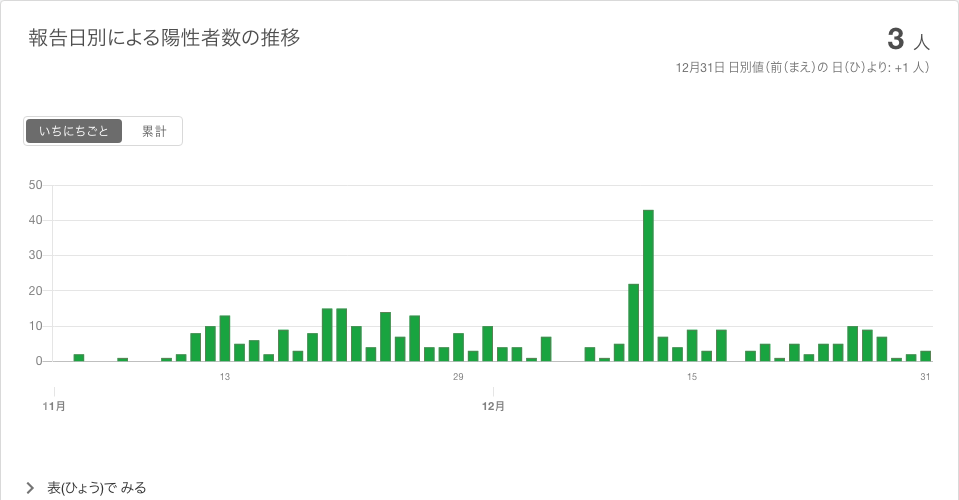 報告日別による陽性者数の推移
3 人
12月31日 日別値(前(まえ)の 日(ひ)より: +1 人)
いちにちごと 累計
50
40
30
20
10
0
13 29 15 31
11月 12月
表(ひょう)で みる